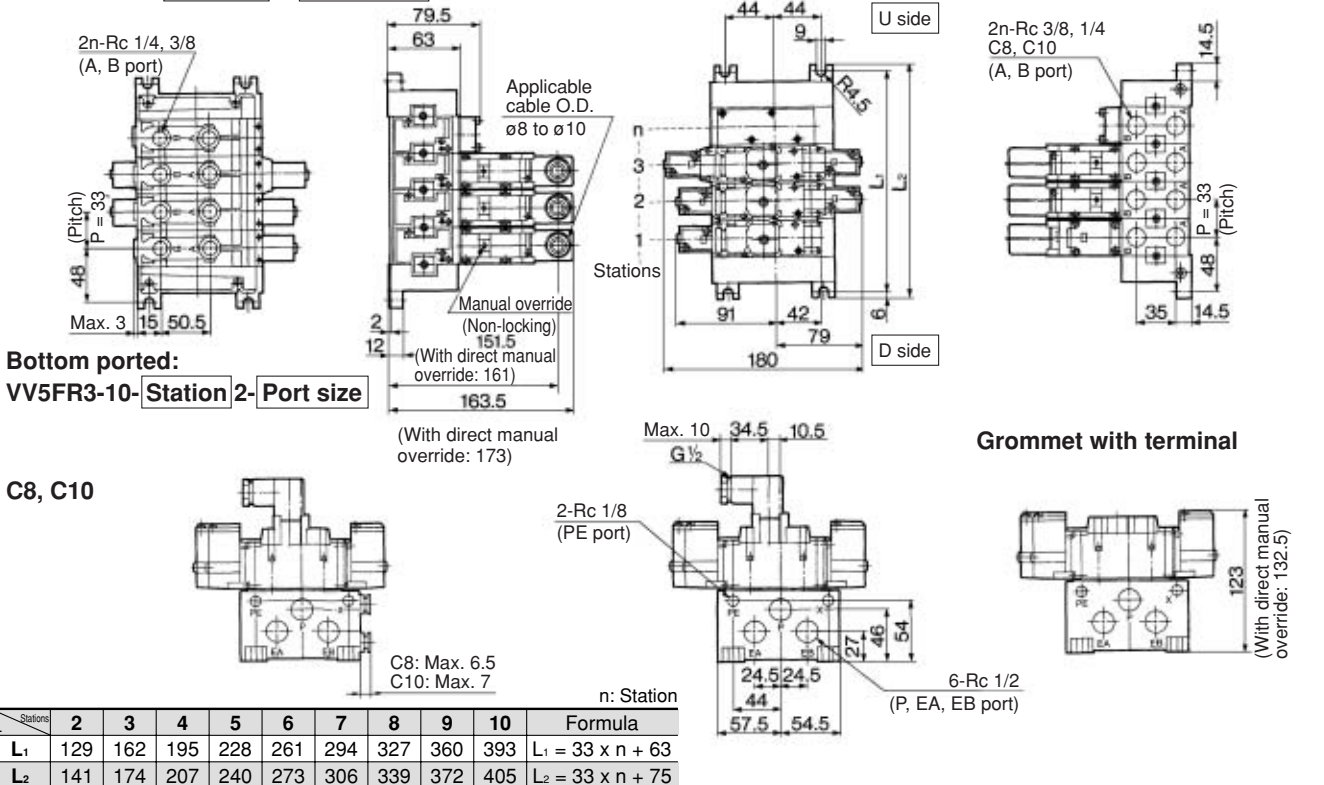 79.5
63
2n-Rc 1/4, 3/8
(A, B port)
Applicable
cable O.D.
ø8 to ø10
P = 33
(Pitch)
48
Max. 3
15
50.5
2
12
Manual override
(Non-locking)
151.5
(With direct manual
override: 161)
163.5
(With direct manual
override: 173)
44
44
9
U side
R4.5
n
3
2
1
Stations
L1
L2
6
91
42
79
180
D side
2n-Rc 3/8, 1/4
C8, C10
(A, B port)
14.5
P = 33
(Pitch)
48
35
14.5
Bottom ported:
VV5FR3-10-Station 2-Port size
C8, C10
C8: Max. 6.5
C10: Max. 7
EA
EB
Max. 10
34.5
10.5
G½
2-Rc 1/8
(PE port)
P
X
EA
EB
27
46
54
24.5
24.5
44
57.5
54.5
6-Rc 1/2
(P, EA, EB port)
Grommet with terminal
P
X
EA
EB
123
(With direct manual
override: 132.5)
n: Station
Stations 2 3 4 5 6 7 8 9 10 Formula
L1 129 162 195 228 261 294 327 360 393 L1 = 33 x n + 63
L2 141 174 207 240 273 306 339 372 405 L2 = 33 x n + 75